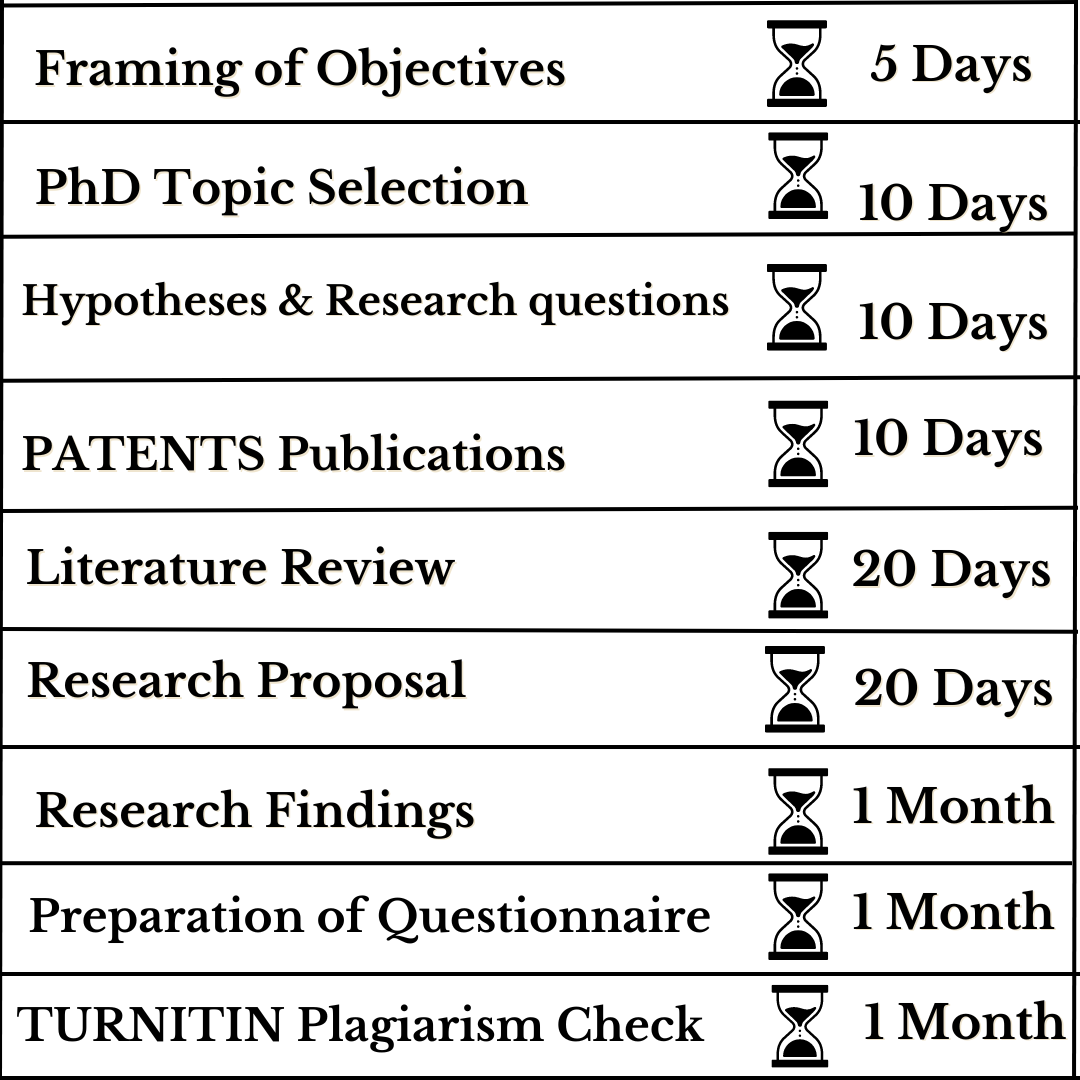 Framing of Objectives 5 Days
PhD Topic Selection 10 Days
Hypotheses & Research questions 10 Days
PATENTS Publications 10 Days
Literature Review 20 Days
Research Proposal 20 Days
Research Findings 1 Month
Preparation of Questionnaire 1 Month
TURNITIN Plagiarism Check 1 Month